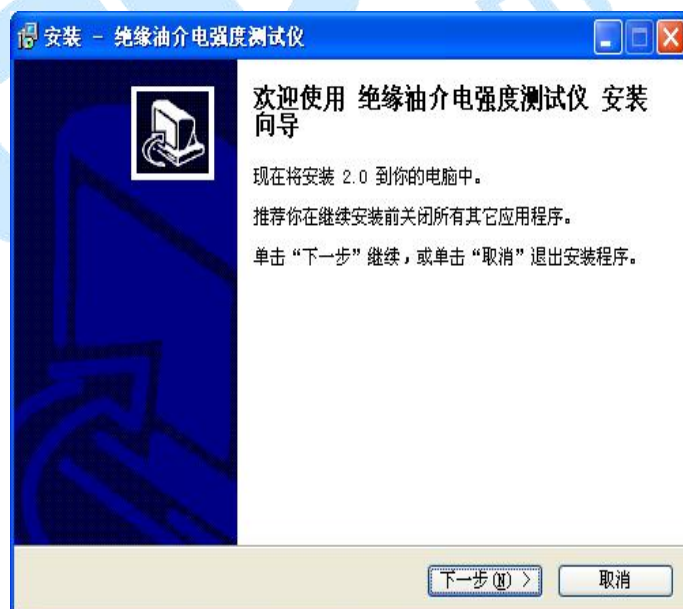 安装 - 绝缘油介电强度测试仪
欢迎使用 绝缘油介电强度测试仪 安装
向导
现在将安装 2.0 到你的电脑中。
推荐你在继续安装前关闭所有其它应用程序。
单击“下一步”继续，或单击“取消”退出安装程序。
下一步(N) >
取消